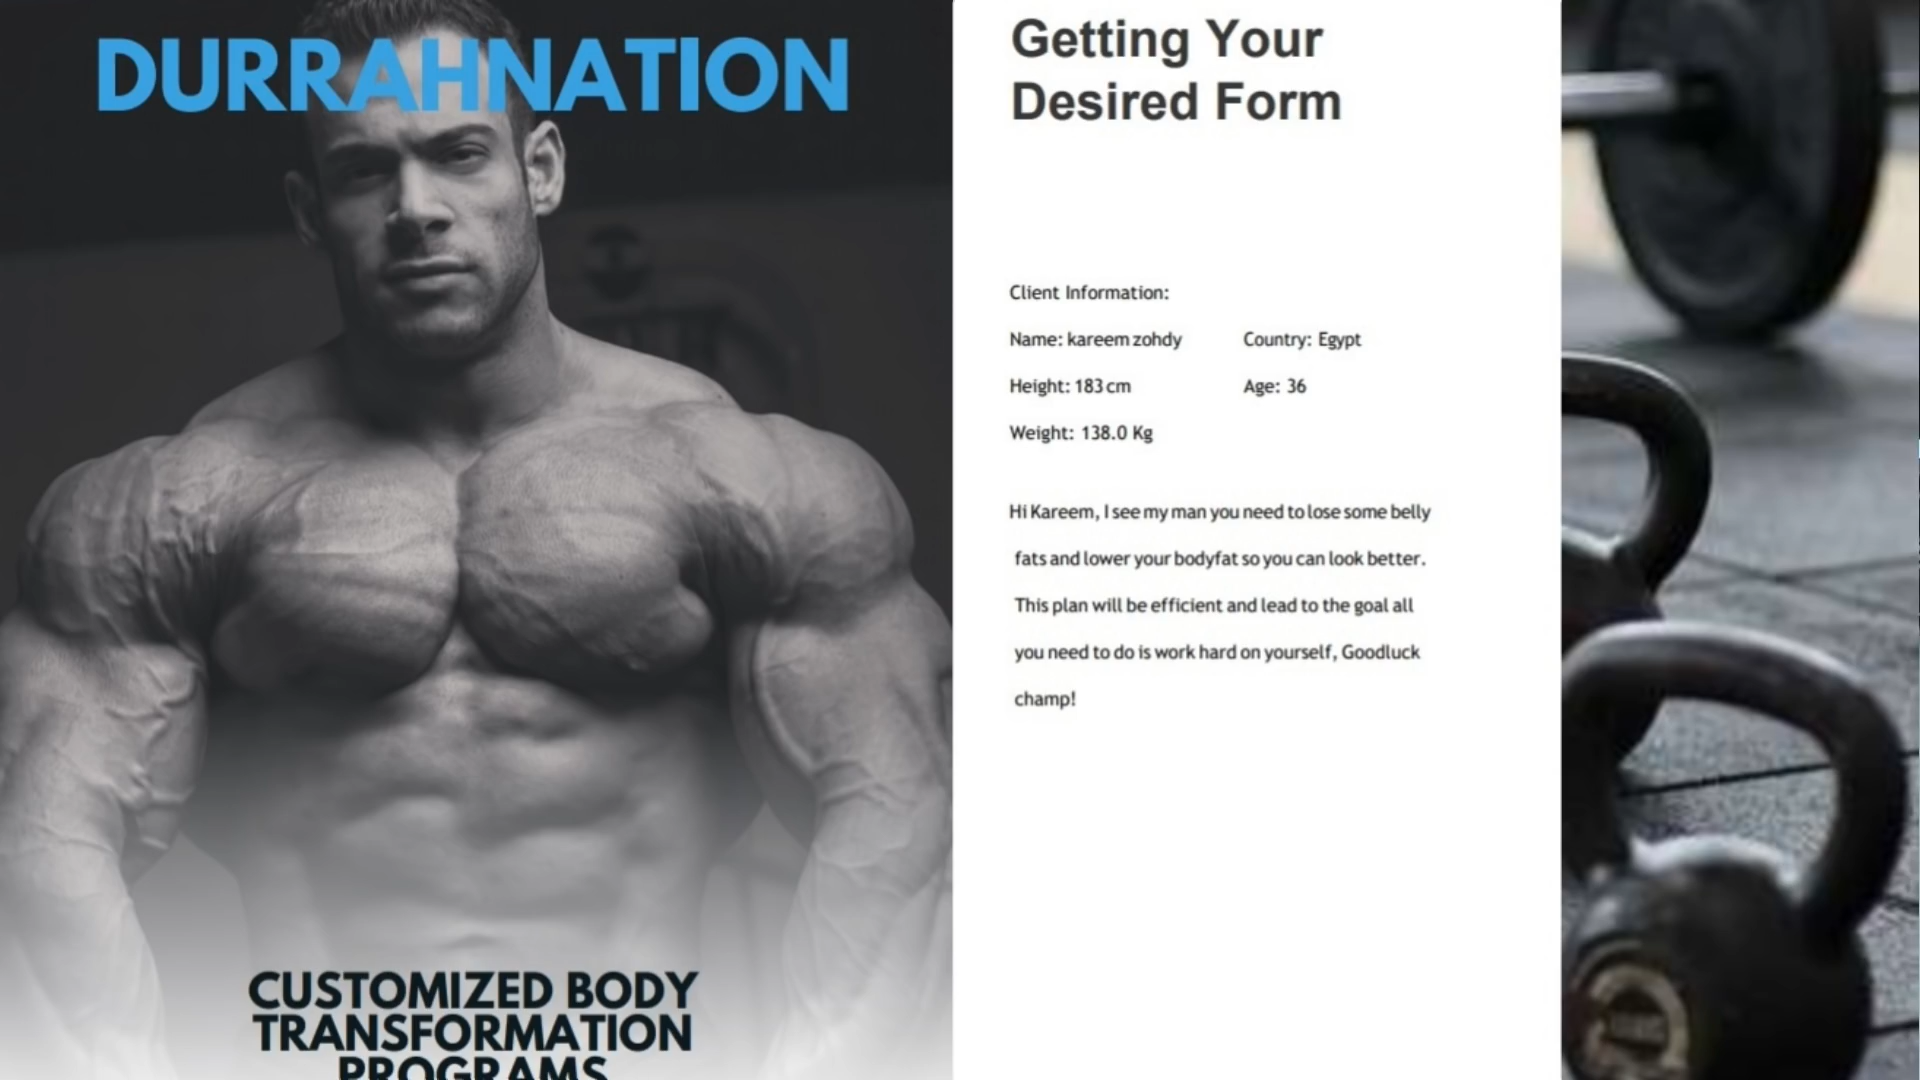 DURRAHNATION
CUSTOMIZED BODY
TRANSFORMATION
PROGRAMS
Getting Your
Desired Form
Client Information:
Name: kareem zohdy Country: Egypt
Height: 183 cm Age: 36
Weight: 138.0 Kg
Hi Kareem, I see my man you need to lose some belly
fats and lower your bodyfat so you can look better.
This plan will be efficient and lead to the goal all
you need to do is work hard on yourself, Goodluck
champ!